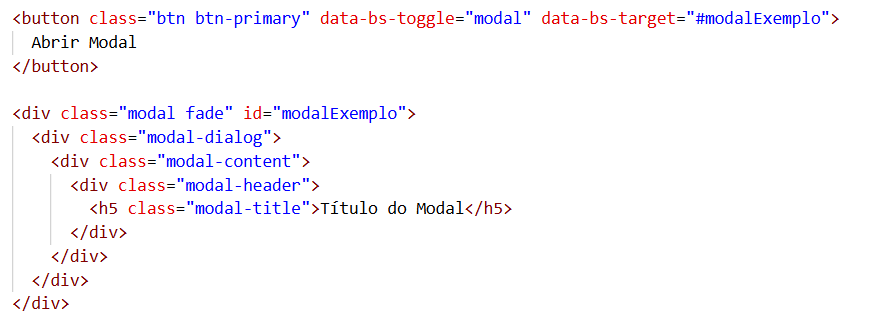 <button class="btn btn-primary" data-bs-toggle="modal" data-bs-target="#modalExemplo">
  Abrir Modal
</button>

<div class="modal fade" id="modalExemplo">
  <div class="modal-dialog">
    <div class="modal-content">
      <div class="modal-header">
        <h5 class="modal-title">Título do Modal</h5>
      </div>
    </div>
  </div>
</div>